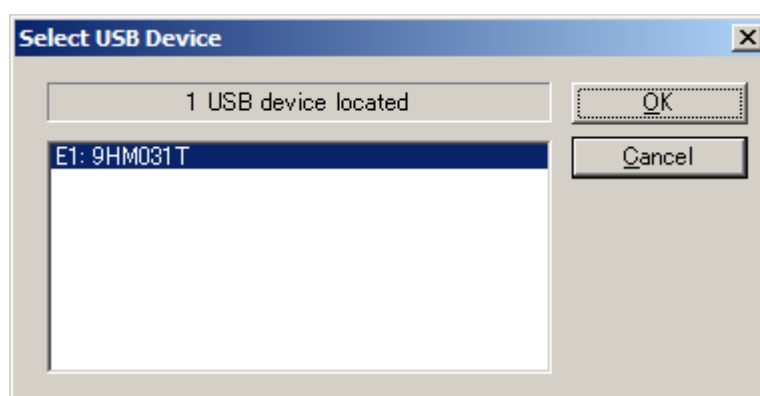 Select USB Device
1 USB device located
OK
E1: 9HM031T
Cancel